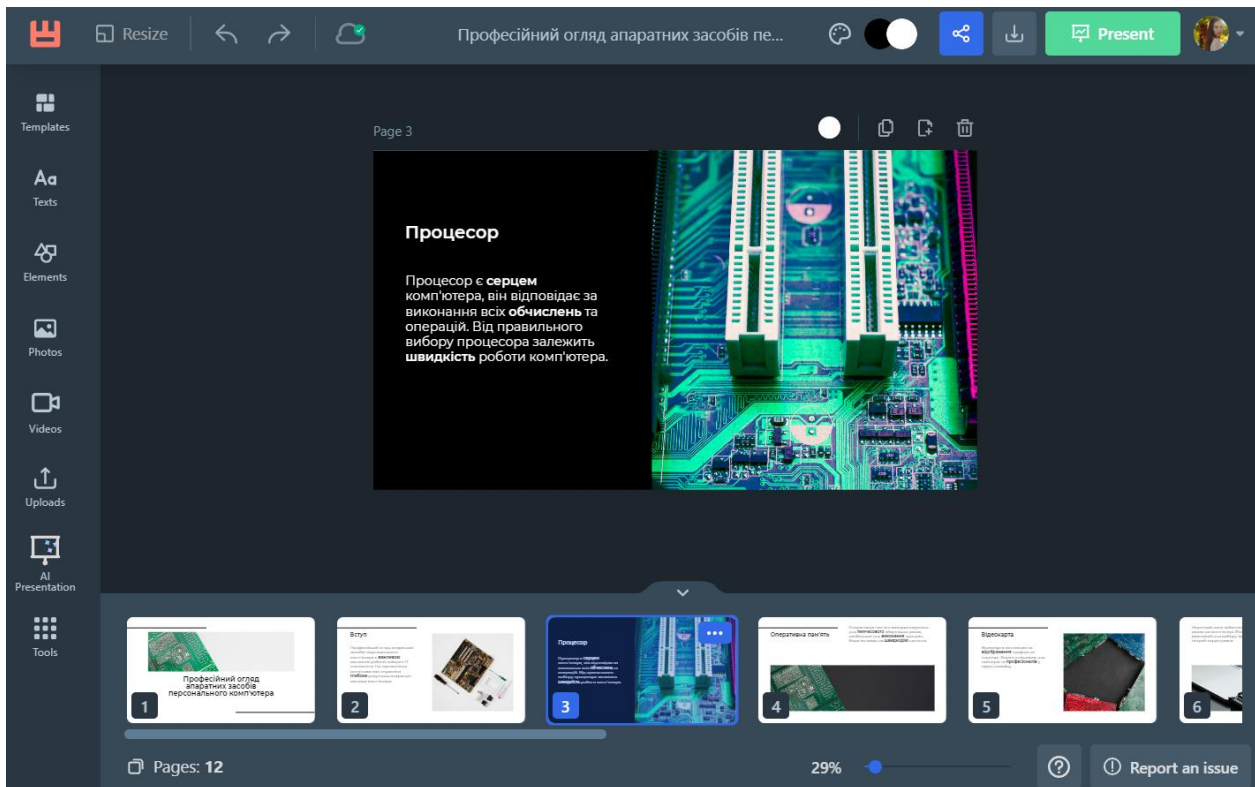 Resize
Професійний огляд апаратних засобів пе...
Present
Templates
Aa
Texts
Elements
Photos
Videos
Uploads
AI
Presentation
Tools
Page 3
Процесор
Процесор є серцем
комп'ютера, він відповідає за
виконання всіх обчислень та
операцій. Від правильного
вибору процесора залежить
швидкість роботи комп'ютера.
Професійний огляд
апаратних засобів
персонального комп'ютера
1
Вступ
2
Процесор
3
Оперативна пам'ять
4
Відеокарта
5
6
Pages: 12
29%
?
Report an issue